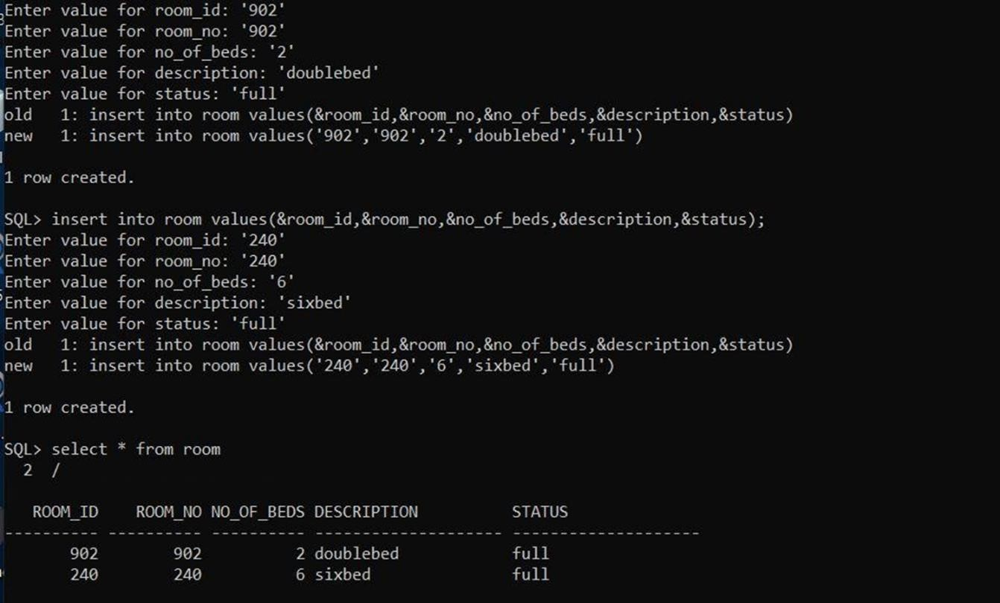 Enter value for room_id: '902'
Enter value for room_no: '902'
Enter value for no_of_beds: '2'
Enter value for description: 'doublebed'
Enter value for status: 'full'
old   1: insert into room values(&room_id,&room_no,&no_of_beds,&description,&status)
new   1: insert into room values('902','902','2','doublebed','full')
1 row created.
SQL> insert into room values(&room_id,&room_no,&no_of_beds,&description,&status);
Enter value for room_id: '240'
Enter value for room_no: '240'
Enter value for no_of_beds: '6'
Enter value for description: 'sixbed'
Enter value for status: 'full'
old   1: insert into room values(&room_id,&room_no,&no_of_beds,&description,&status)
new   1: insert into room values('240','240','6','sixbed','full')
1 row created.
SQL> select * from room
  2  /
   ROOM_ID    ROOM_NO NO_OF_BEDS DESCRIPTION          STATUS
---------- ---------- ---------- -------------------- --------------------
       902        902          2 doublebed            full
       240        240          6 sixbed               full